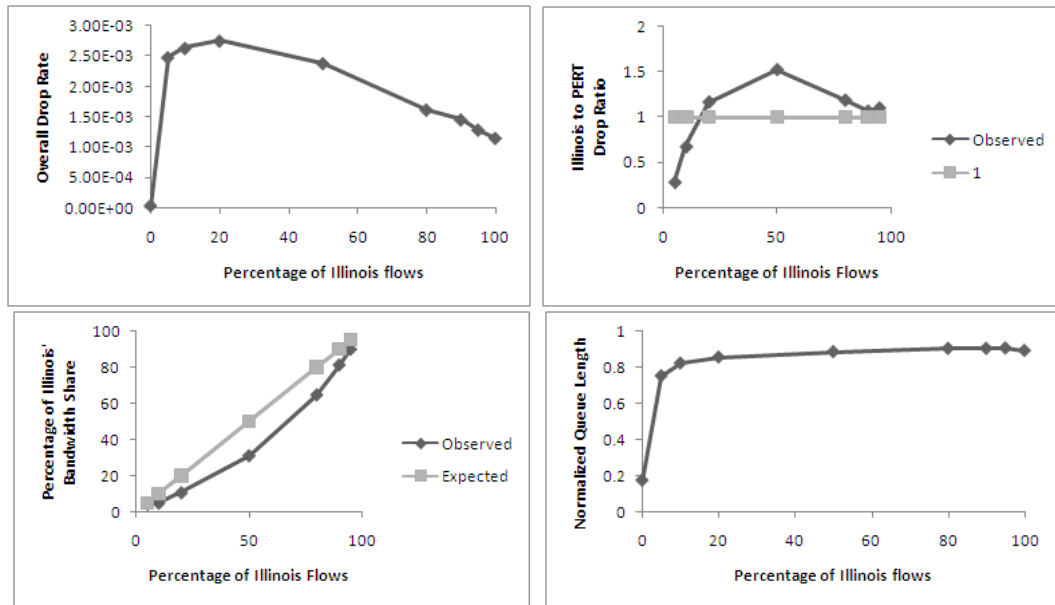 3.00E-03
2.50E-03
2.00E-03
1.50E-03
1.00E-03
5.00E-04
0.00E+00
Overall Drop Rate
0 20 40 60 80 100
Percentage of Illinois flows
2
1.5
1
0.5
0
Illinois to PERT
Drop Ratio
0 50 100
Percentage of Illinois Flows
Observed
1
100
80
60
40
20
0
Percentage of Illinois'
Bandwidth Share
0 50 100
Percentage of Illinois Flows
Observed
Expected
1
0.8
0.6
0.4
0.2
0
Normalized Queue Length
0 20 40 60 80 100
Percentage of Illinois flows